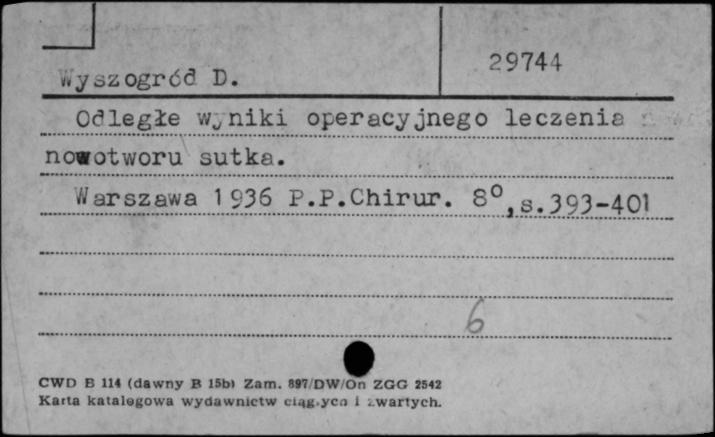 29744
Wyszogród D.
Odległe wyniki operacyjnego leczenia
nowotworu sutka.
Warszawa 1936 P.P.Chirur. 8°, s.393-401
6
CWD B 114 (dawny B 15b) Zam. 897/DW/On ZGG 2542
Karta katalogowa wydawnictw ciągłych i zwartych.